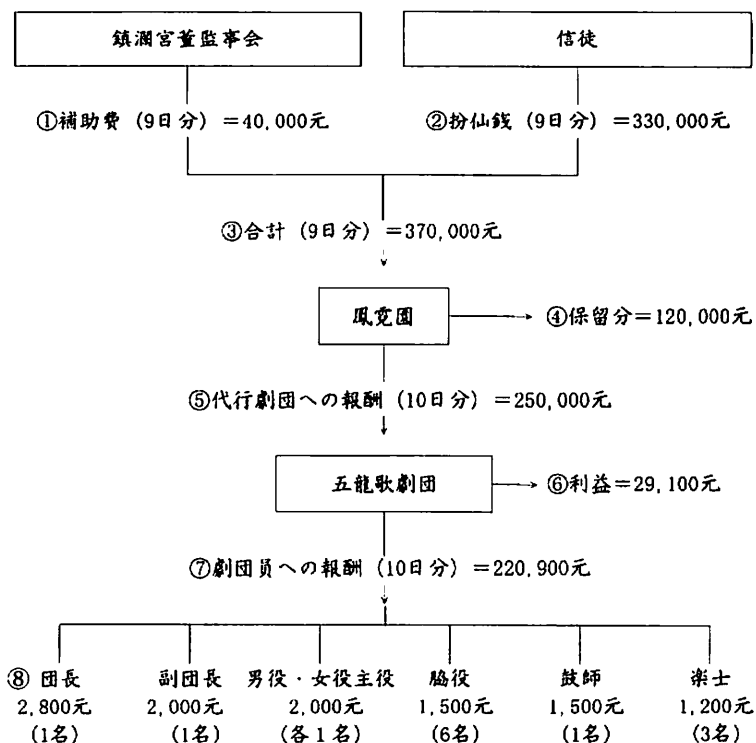 鎮瀾宮董監事会
信徒
①補助費 (9日分) =40,000元
②扮仙銭 (9日分) =330,000元
③合計 (9日分) =370,000元
鳳霓園
④保留分=120,000元
⑤代行劇団への報酬 (10日分) =250,000元
五龍歌劇団
⑥利益=29,100元
⑦劇団員への報酬 (10日分) =220,900元
⑧ 団長 副団長 男役・女役主役 脇役 鼓師 楽士
2,800元 2,000元 2,000元 1,500元 1,500元 1,200元
(1名) (1名) (各1名) (6名) (1名) (3名)